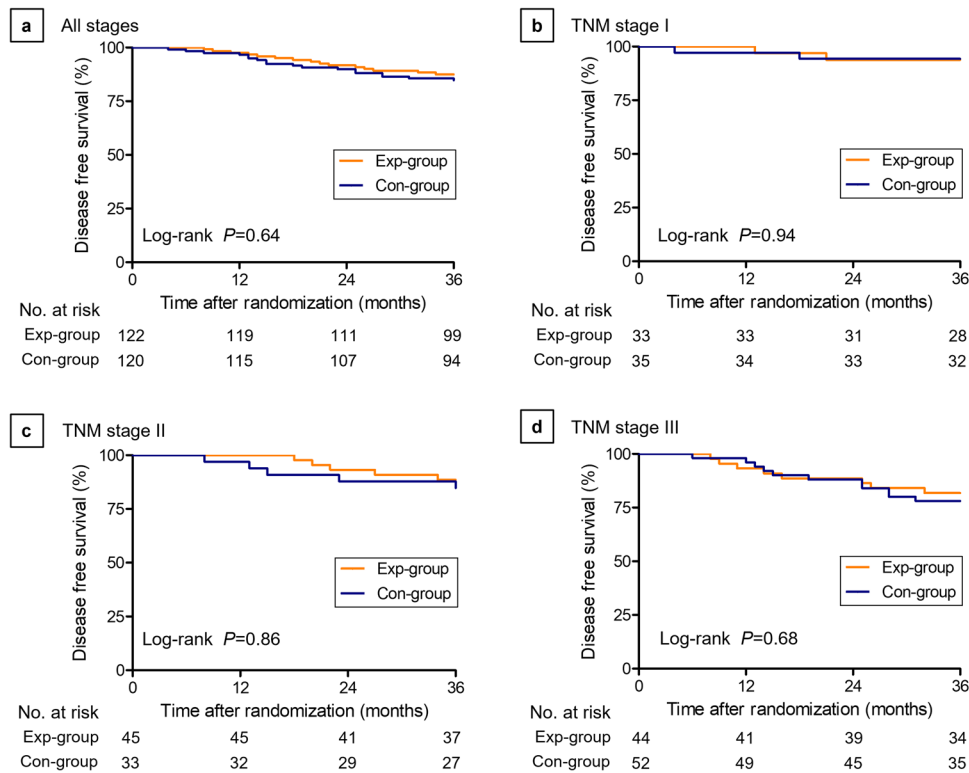 a All stages
Disease free survival (%)
100
75
50
25
0
Exp-group
Con-group
Log-rank P=0.64
0 12 24 36
Time after randomization (months)
No. at risk
Exp-group 122 119 111 99
Con-group 120 115 107 94
b TNM stage I
Disease free survival (%)
100
75
50
25
0
Exp-group
Con-group
Log-rank P=0.94
0 12 24 36
Time after randomization (months)
No. at risk
Exp-group 33 33 31 28
Con-group 35 34 33 32
c TNM stage II
Disease free survival (%)
100
75
50
25
0
Exp-group
Con-group
Log-rank P=0.86
0 12 24 36
Time after randomization (months)
No. at risk
Exp-group 45 45 41 37
Con-group 33 32 29 27
d TNM stage III
Disease free survival (%)
100
75
50
25
0
Exp-group
Con-group
Log-rank P=0.68
0 12 24 36
Time after randomization (months)
No. at risk
Exp-group 44 41 39 34
Con-group 52 49 45 35